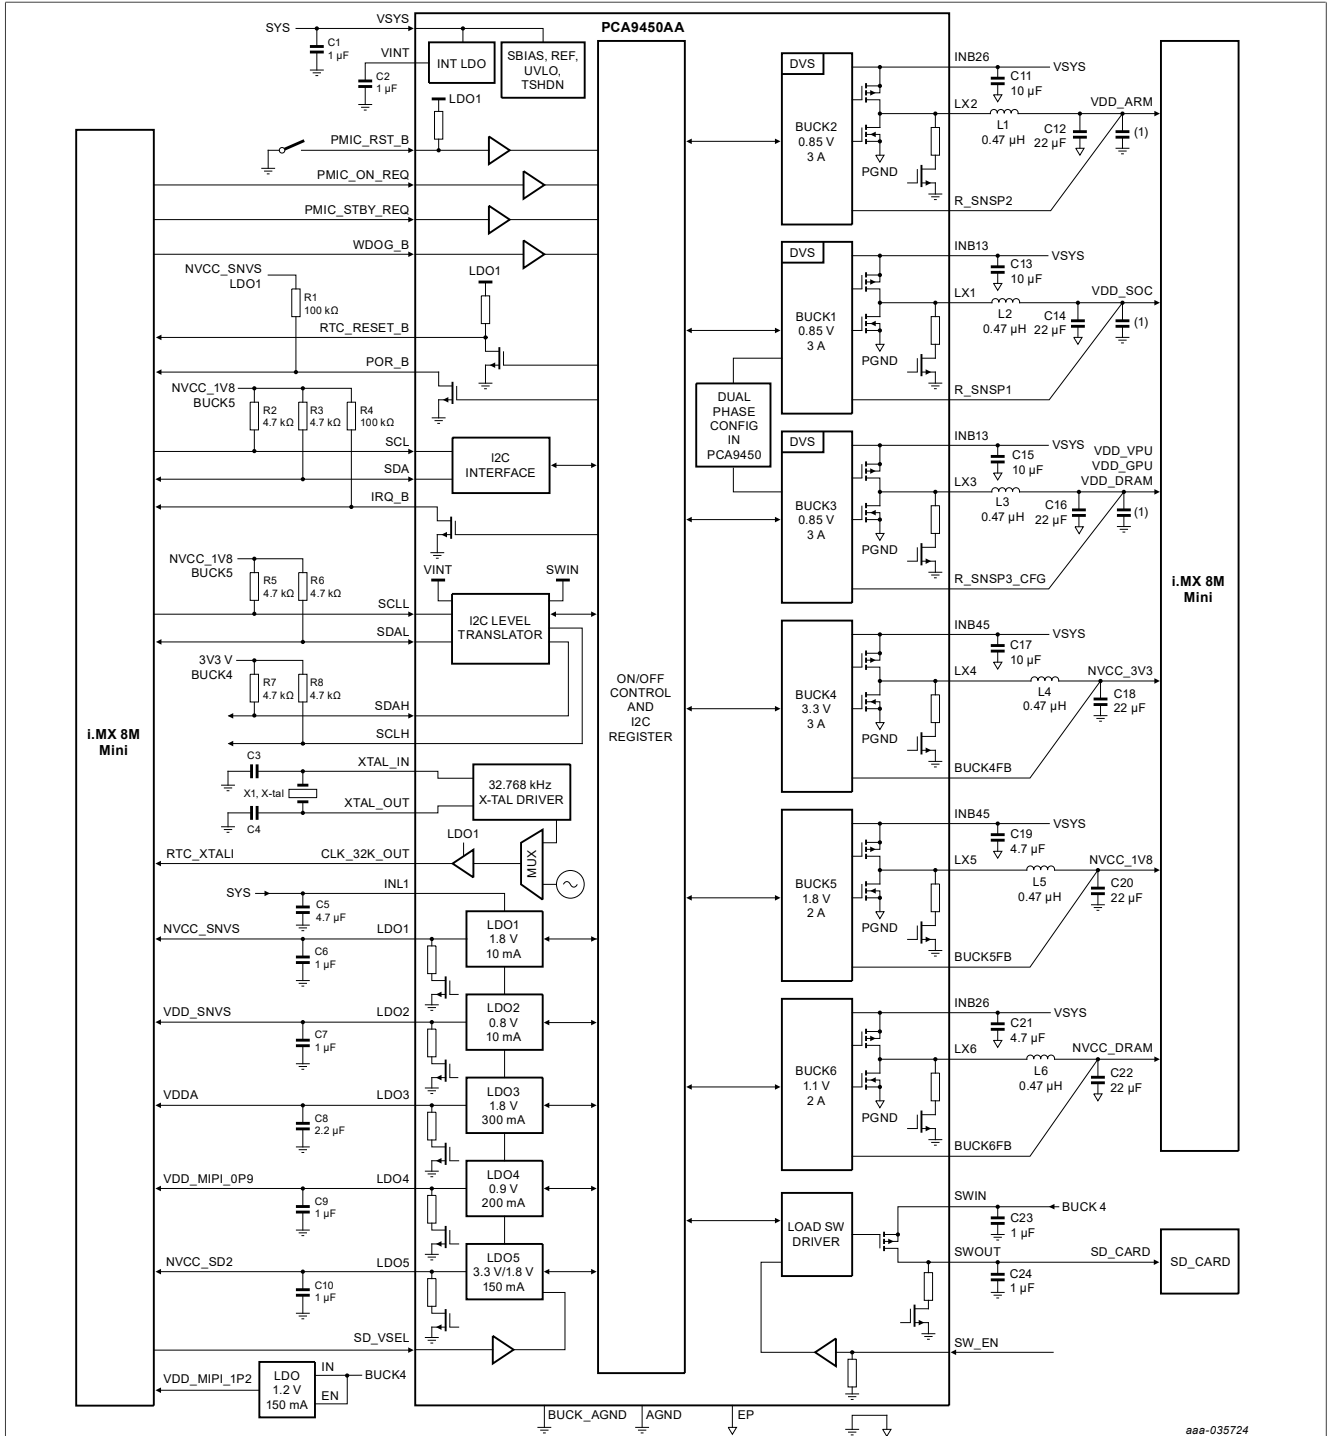 PCA9450AA
SYS
VSYS
C1
1 µF
VINT
C2
1 µF
INT LDO
SBIAS, REF,
UVLO,
TSHDN
LDO1
PMIC_RST_B
PMIC_ON_REQ
PMIC_STBY_REQ
WDOG_B
NVCC_SNVS
LDO1
R1
100 kΩ
LDO1
RTC_RESET_B
POR_B
NVCC_1V8
BUCK5
R2
4.7 kΩ
R3
4.7 kΩ
R4
100 kΩ
SCL
SDA
IRQ_B
I2C
INTERFACE
NVCC_1V8
BUCK5
R5
4.7 kΩ
R6
4.7 kΩ
VINT
SWIN
SCLL
SDAL
I2C LEVEL
TRANSLATOR
3V3 V
BUCK4
R7
4.7 kΩ
R8
4.7 kΩ
SDAH
SCLH
i.MX 8M
Mini
C3
XTAL_IN
X1, X-tal
XTAL_OUT
C4
32.768 kHz
X-TAL DRIVER
LDO1
MUX
RTC_XTALI
CLK_32K_OUT
SYS
INL1
C5
4.7 µF
NVCC_SNVS
LDO1
C6
1 µF
LDO1
1.8 V
10 mA
VDD_SNVS
LDO2
C7
1 µF
LDO2
0.8 V
10 mA
VDDA
LDO3
C8
2.2 µF
LDO3
1.8 V
300 mA
VDD_MIPI_0P9
LDO4
C9
1 µF
LDO4
0.9 V
200 mA
NVCC_SD2
LDO5
C10
1 µF
LDO5
3.3 V/1.8 V
150 mA
SD_VSEL
VDD_MIPI_1P2
LDO
1.2 V
150 mA
IN
EN
BUCK4
ON/OFF
CONTROL
AND
I2C
REGISTER
DVS
BUCK2
0.85 V
3 A
INB26
VSYS
C11
10 µF
LX2
L1
0.47 µH
C12
22 µF
VDD_ARM
(1)
PGND
R_SNSP2
DVS
BUCK1
0.85 V
3 A
INB13
VSYS
C13
10 µF
LX1
L2
0.47 µH
C14
22 µF
VDD_SOC
(1)
PGND
R_SNSP1
DUAL
PHASE
CONFIG
IN
PCA9450
DVS
BUCK3
0.85 V
3 A
INB13
VSYS
C15
10 µF
LX3
L3
0.47 µH
C16
22 µF
VDD_VPU
VDD_GPU
VDD_DRAM
(1)
PGND
R_SNSP3_CFG
i.MX 8M
Mini
BUCK4
3.3 V
3 A
INB45
VSYS
C17
10 µF
LX4
L4
0.47 µH
NVCC_3V3
C18
22 µF
PGND
BUCK4FB
BUCK5
1.8 V
2 A
INB45
VSYS
C19
4.7 µF
LX5
L5
0.47 µH
NVCC_1V8
C20
22 µF
PGND
BUCK5FB
BUCK6
1.1 V
2 A
INB26
VSYS
C21
4.7 µF
LX6
L6
0.47 µH
NVCC_DRAM
C22
22 µF
PGND
BUCK6FB
LOAD SW
DRIVER
SWIN
BUCK 4
C23
1 µF
SWOUT
SD_CARD
C24
1 µF
SD_CARD
SW_EN
BUCK_AGND
AGND
EP
aaa-035724